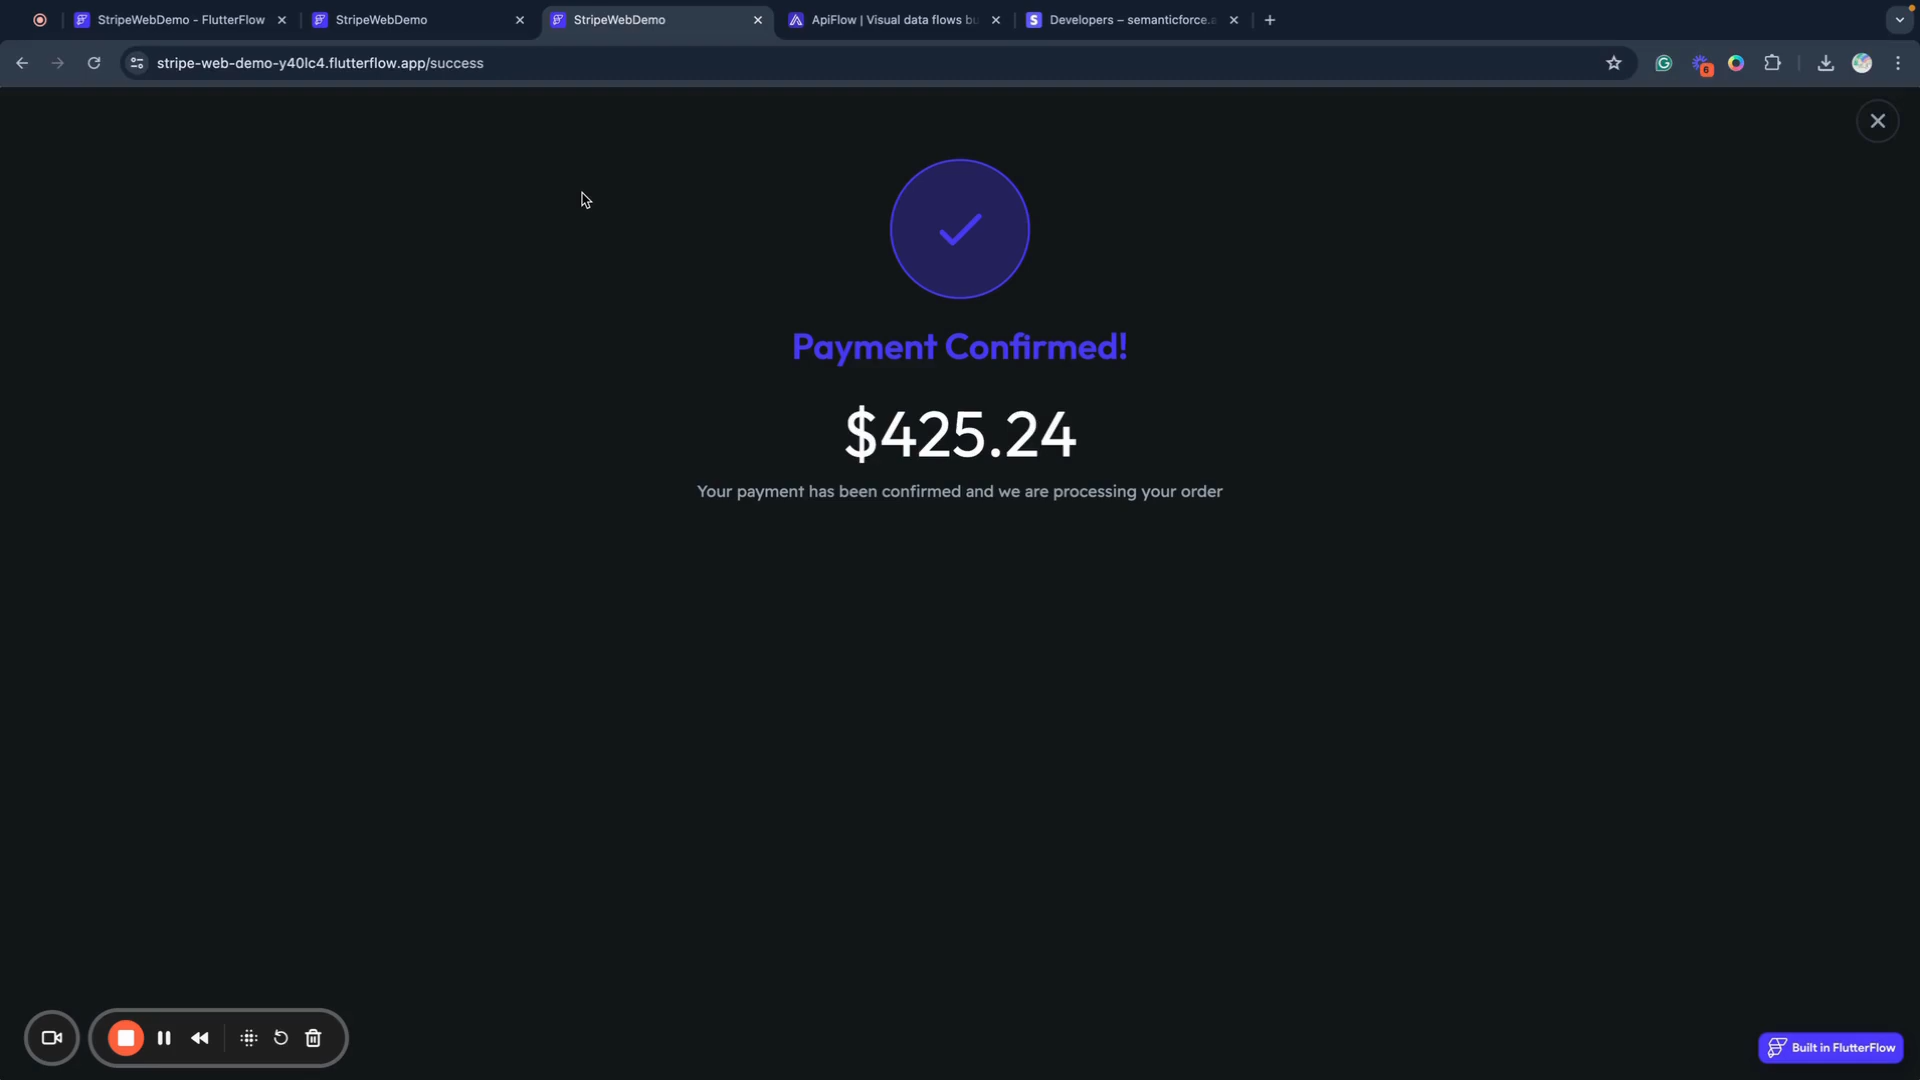 StripeWebDemo - FlutterFlow
StripeWebDemo
StripeWebDemo
ApiFlow | Visual data flows bu
Developers – semanticforce.a
stripe-web-demo-y40lc4.flutterflow.app/success
6
Payment Confirmed!
$425.24
Your payment has been confirmed and we are processing your order
Built in FlutterFlow